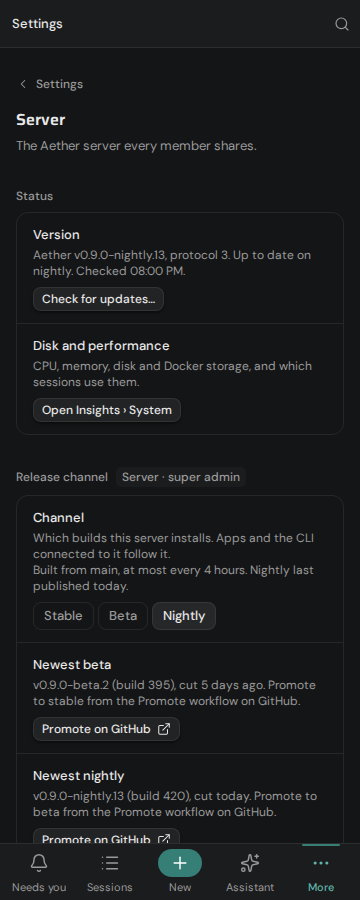 Settings
Settings
Server
The Aether server every member shares.
Status
Version
Aether v0.9.0-nightly.13, protocol 3. Up to date on
nightly. Checked 08:00 PM.
Check for updates…
Disk and performance
CPU, memory, disk and Docker storage, and which
sessions use them.
Open Insights › System
Release channel
Server · super admin
Channel
Which builds this server installs. Apps and the CLI
connected to it follow it.
Built from main, at most every 4 hours. Nightly last
published today.
Stable
Beta
Nightly
Newest beta
v0.9.0-beta.2 (build 395), cut 5 days ago. Promote
to stable from the Promote workflow on GitHub.
Promote on GitHub
Newest nightly
v0.9.0-nightly.13 (build 420), cut today. Promote to
beta from the Promote workflow on GitHub.
Promote on GitHub
Needs you
Sessions
New
Assistant
More